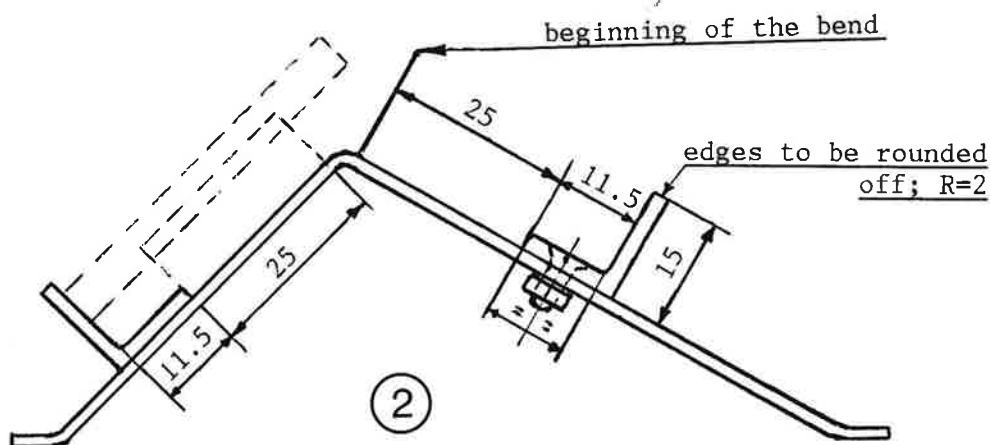 beginning of the bend
25
11.5
edges to be rounded
off; R=2
15
25
11.5
= =
2